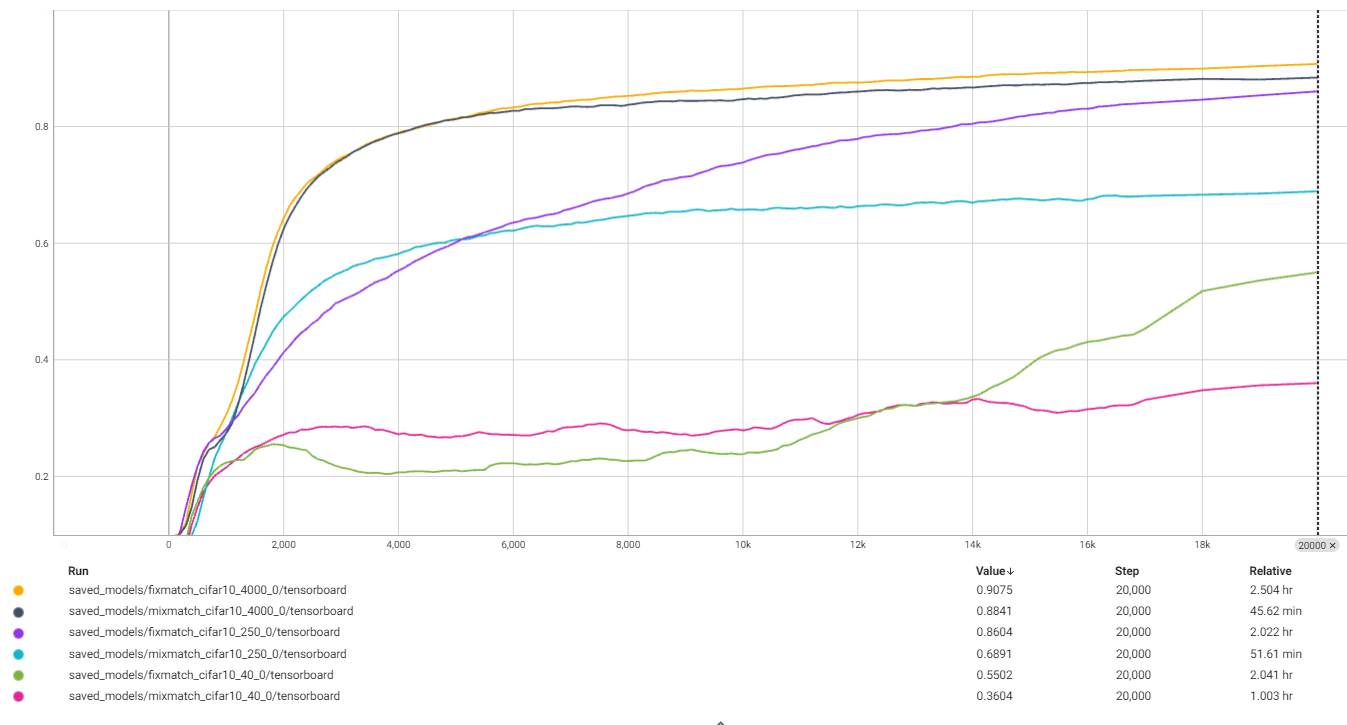 0.8
0.6
0.4
0.2
0 2,000 4,000 6,000 8,000 10k 12k 14k 16k 18k 20000 ×
Run Value↓ Step Relative
saved_models/fixmatch_cifar10_4000_0/tensorboard 0.9075 20,000 2.504 hr
saved_models/mixmatch_cifar10_4000_0/tensorboard 0.8841 20,000 45.62 min
saved_models/fixmatch_cifar10_250_0/tensorboard 0.8604 20,000 2.022 hr
saved_models/mixmatch_cifar10_250_0/tensorboard 0.6891 20,000 51.61 min
saved_models/fixmatch_cifar10_40_0/tensorboard 0.5502 20,000 2.041 hr
saved_models/mixmatch_cifar10_40_0/tensorboard 0.3604 20,000 1.003 hr